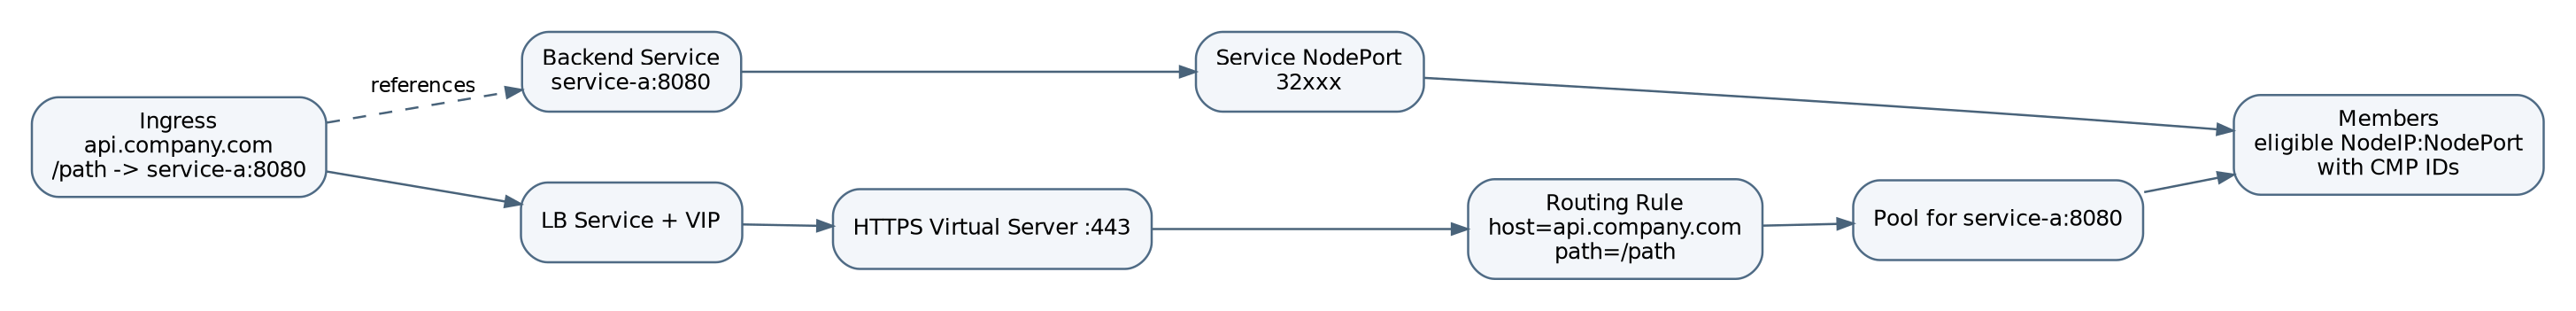 Ingress
api.company.com
/path -> service-a:8080
references
Backend Service
service-a:8080
Service NodePort
32xxx
LB Service + VIP
HTTPS Virtual Server :443
Routing Rule
host=api.company.com
path=/path
Pool for service-a:8080
Members
eligible NodeIP:NodePort
with CMP IDs